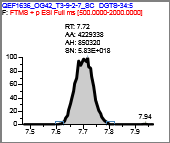 QEF1636_OG42_T3-9-2-7_SC DGTS-34:5
F: FTMS + p ESI Full ms [500.0000-2000.0000]
RT: 7.72
AA: 4229338
AH: 850320
SN: 5.83E+018
100
80
60
40
20
0
7.94
7.5 7.6 7.7 7.8 7.9